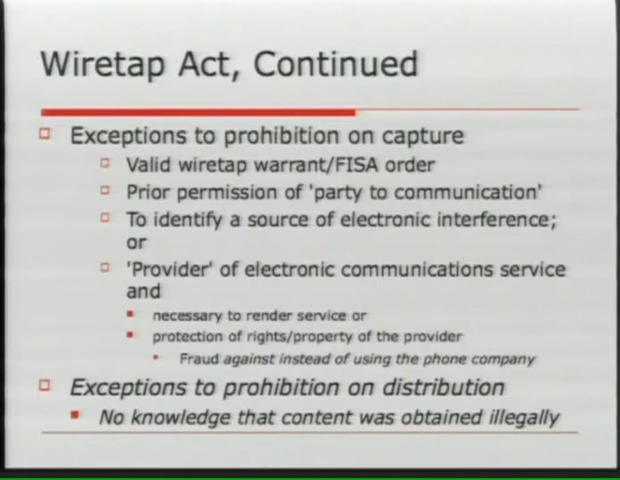 Wiretap Act, Continued
Exceptions to prohibition on capture
Valid wiretap warrant/FISA order
Prior permission of 'party to communication'
To identify a source of electronic interference;
or
'Provider' of electronic communications service
and
necessary to render service or
protection of rights/property of the provider
Fraud against instead of using the phone company
Exceptions to prohibition on distribution
No knowledge that content was obtained illegally